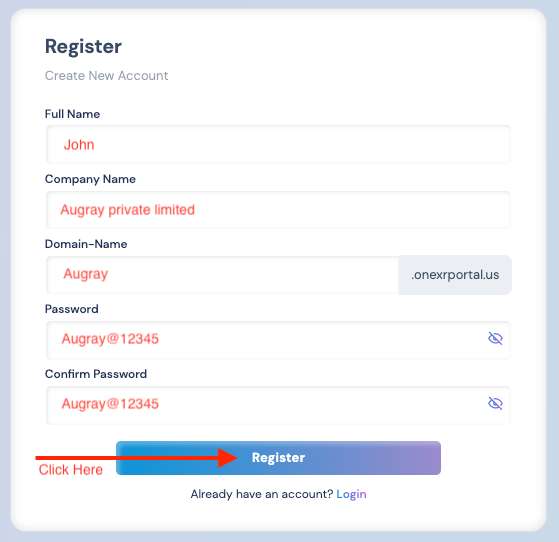 Register
Create New Account
Full Name
John
Company Name
Augray private limited
Domain-Name
Augray .onexrportal.us
Password
Augray@12345
Confirm Password
Augray@12345
Register
Click Here
Already have an account? Login